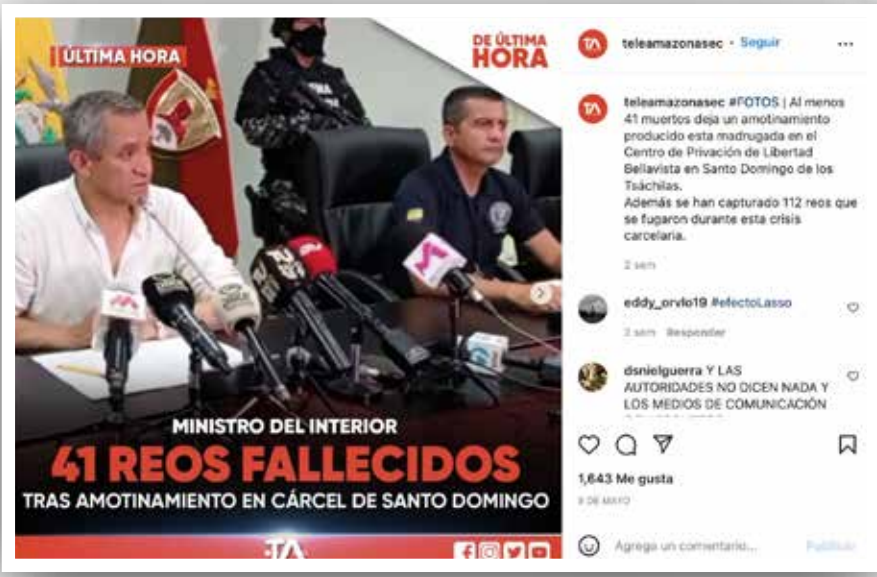 ÚLTIMA HORA
DE ÚLTIMA
HORA
MINISTRO DEL INTERIOR
41 REOS FALLECIDOS
TRAS AMOTINAMIENTO EN CÁRCEL DE SANTO DOMINGO
TA
TA
teleamazonasec • Seguir
TA
teleamazonasec #FOTOS | Al menos
41 muertos deja un amotinamiento
producido esta madrugada en el
Centro de Privación de Libertad
Bellavista en Santo Domingo de los
Tsáchilas.
Además se han capturado 112 reos que
se fugaron durante esta crisis
carcelaria.
2 sem
eddy_orvlo19 #efectoLasso
2 sem Responder
dsnielguerra Y LAS
AUTORIDADES NO DICEN NADA Y
LOS MEDIOS DE COMUNICACIÓN
1,643 Me gusta
9 DE MAYO
Agrega un comentario...
Publicar